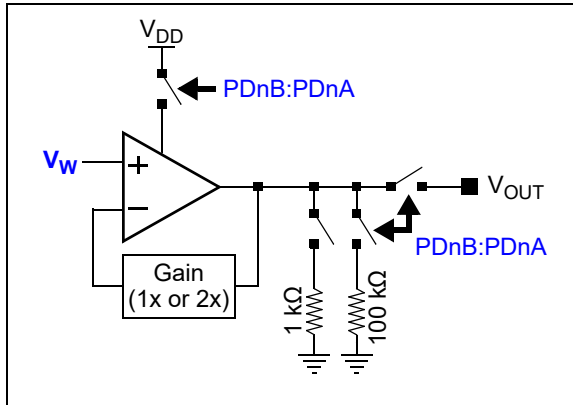 VDD
PDnB:PDnA
VW
+
VOUT
–
PDnB:PDnA
Gain
(1x or 2x)
1 kΩ
100 kΩ